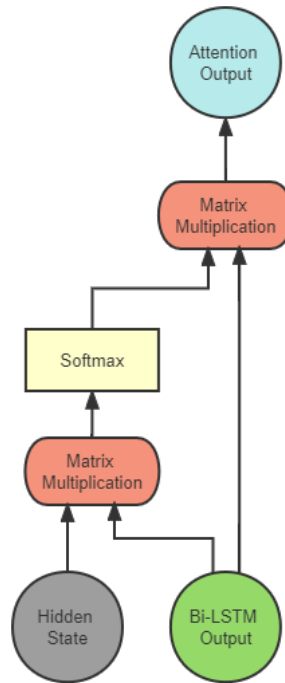 Attention
Output
Matrix
Multiplication
Softmax
Matrix
Multiplication
Hidden
State
Bi-LSTM
Output